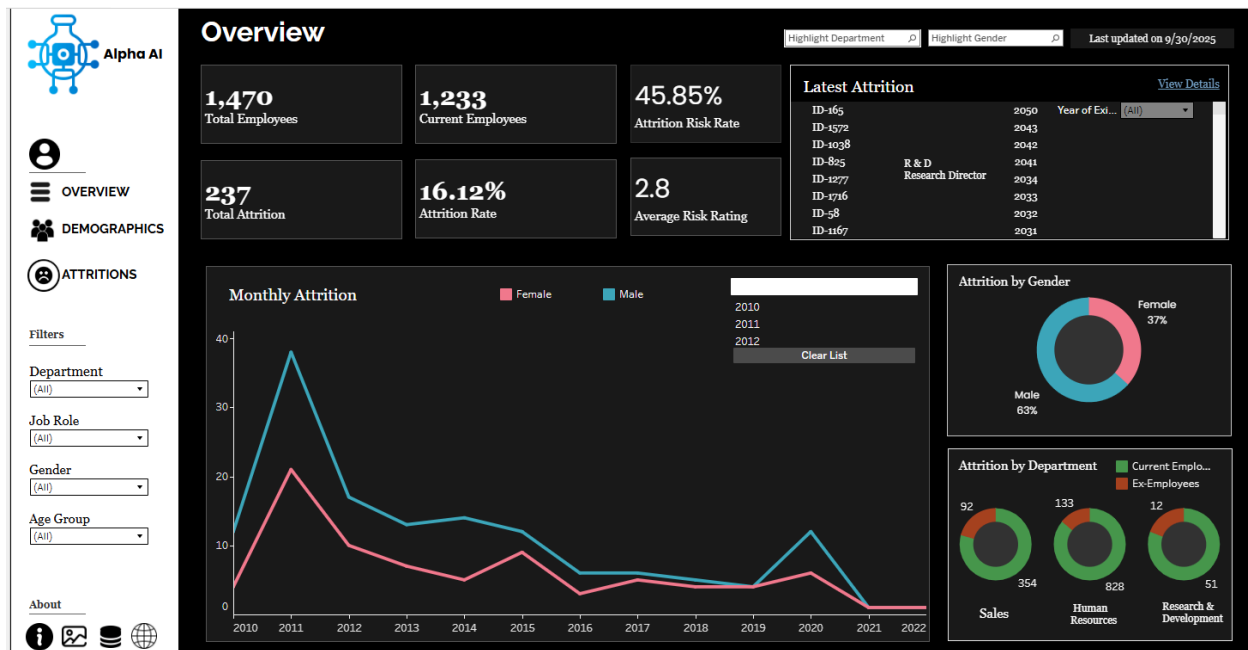 Alpha AI
OVERVIEW
DEMOGRAPHICS
ATTRITIONS
Filters
Department
(All)
Job Role
(All)
Gender
(All)
Age Group
(All)
About
Overview
Highlight Department
Highlight Gender
Last updated on 9/30/2025
1,470
Total Employees
1,233
Current Employees
45.85%
Attrition Risk Rate
237
Total Attrition
16.12%
Attrition Rate
2.8
Average Risk Rating
Latest Attrition
View Details
ID-165 2050
Year of Exi... (All)
ID-1572 2043
ID-1038 2042
ID-825 2041
R & D
Research Director
ID-1277 2034
ID-1716 2033
ID-58 2032
ID-1167 2031
Monthly Attrition
Female
Male
2010
2011
2012
Clear List
40
30
20
10
0
2010 2011 2012 2013 2014 2015 2016 2017 2018 2019 2020 2021 2022
Attrition by Gender
Female
37%
Male
63%
Attrition by Department
Current Emplo...
Ex-Employees
92
354
Sales
133
828
Human
Resources
12
51
Research &
Development